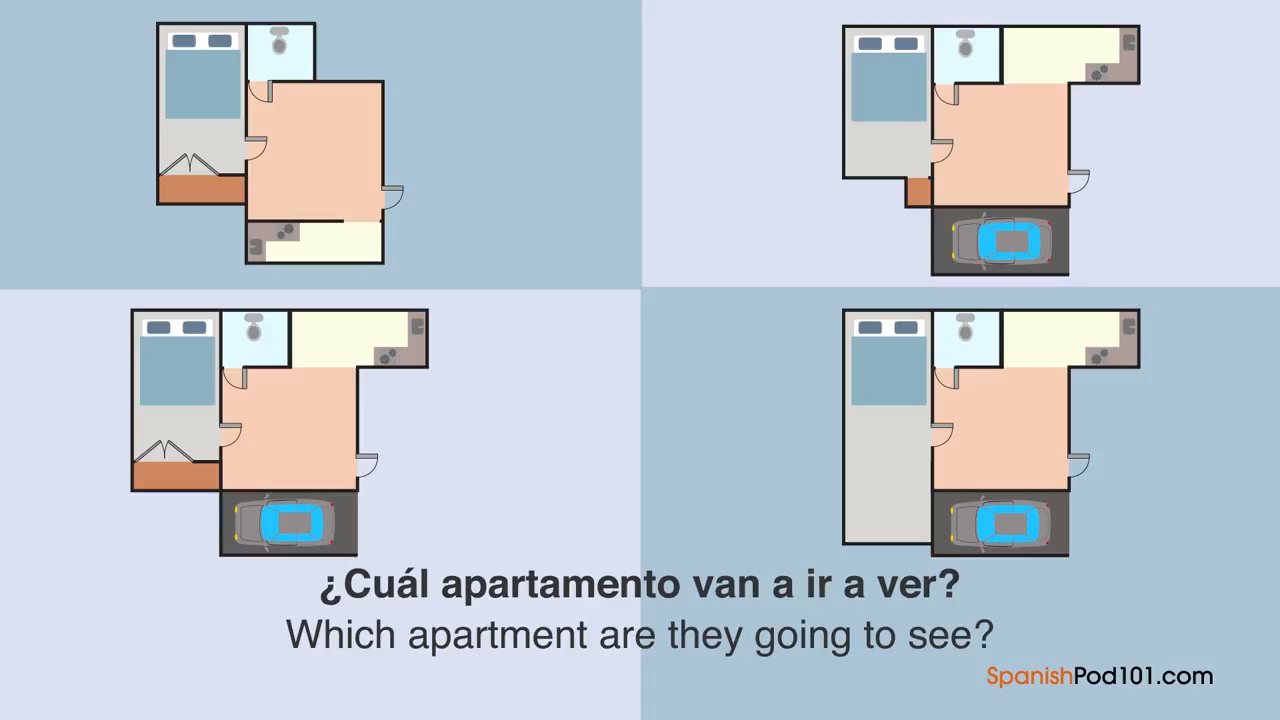 ¿Cuál apartamento van a ir a ver?
Which apartment are they going to see?
SpanishPod101.com